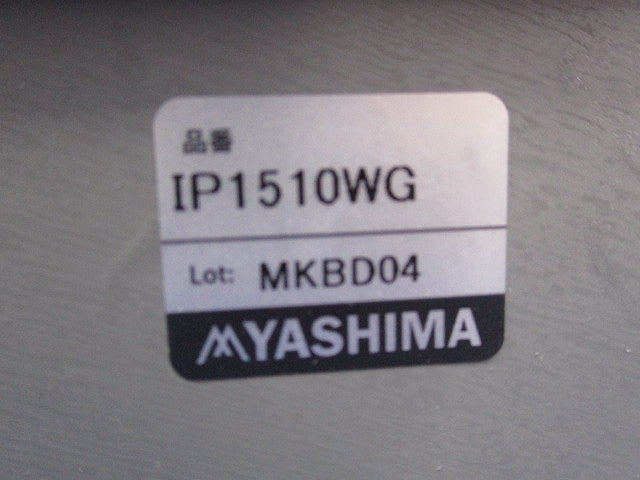 品番
IP1510WG
Lot: MKBD04
YASHIMA